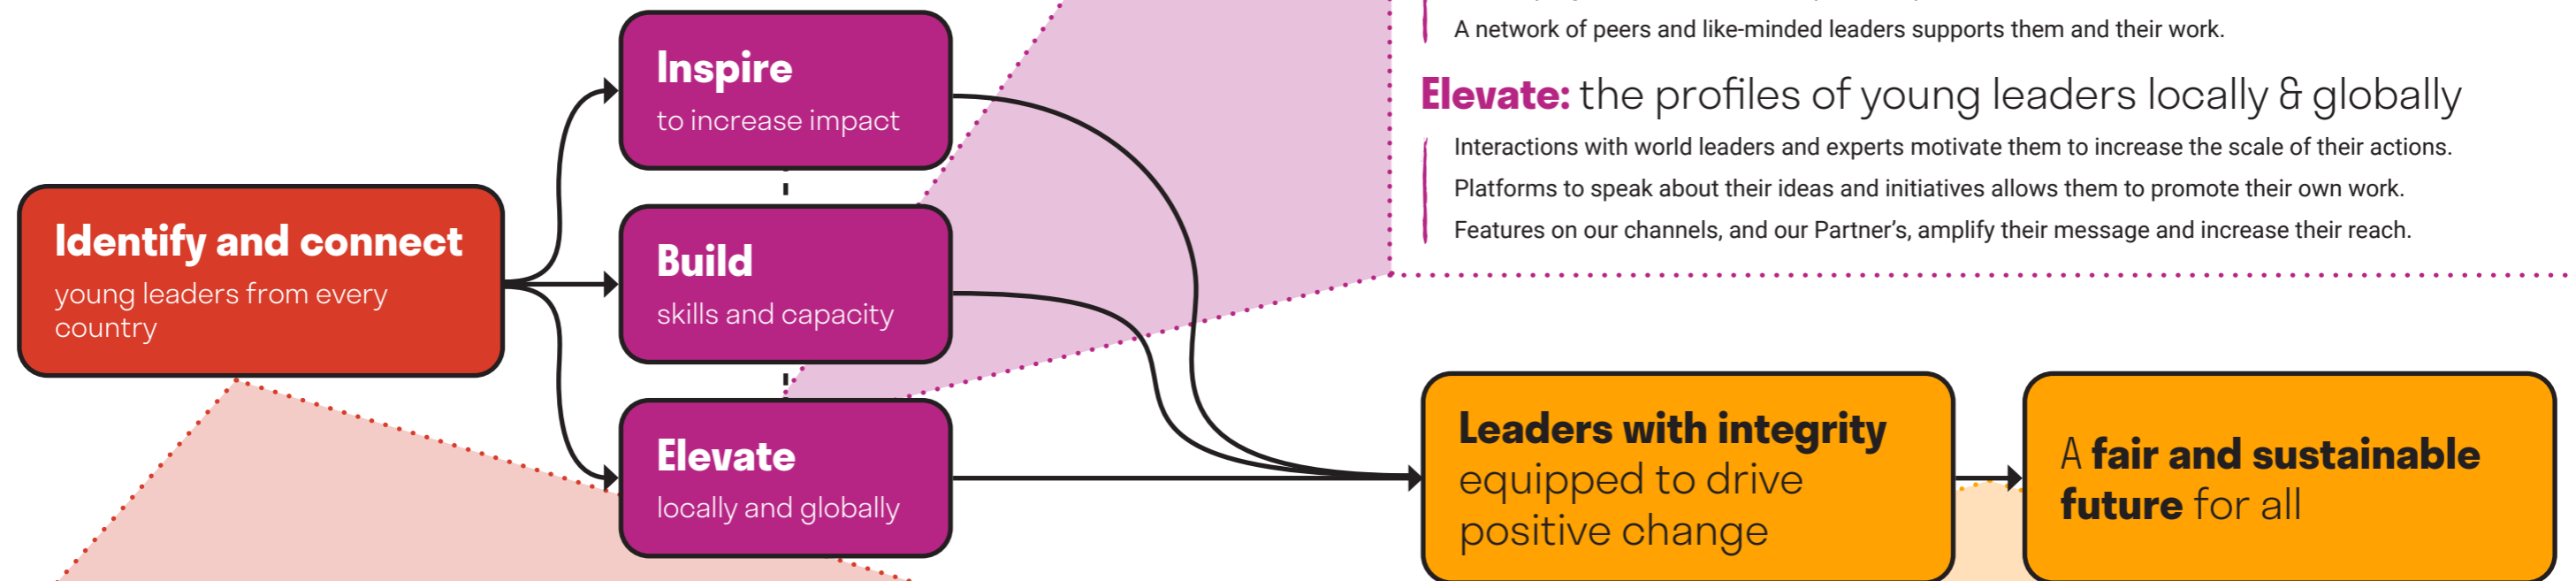 A network of peers and like-minded leaders supports them and their work.
Elevate: the profiles of young leaders locally & globally
Interactions with world leaders and experts motivate them to increase the scale of their actions.
Platforms to speak about their ideas and initiatives allows them to promote their own work.
Features on our channels, and our Partner's, amplify their message and increase their reach.
Inspire
to increase impact
Identify and connect
young leaders from every
country
Build
skills and capacity
Elevate
locally and globally
Leaders with integrity
equipped to drive
positive change
A fair and sustainable
future for all